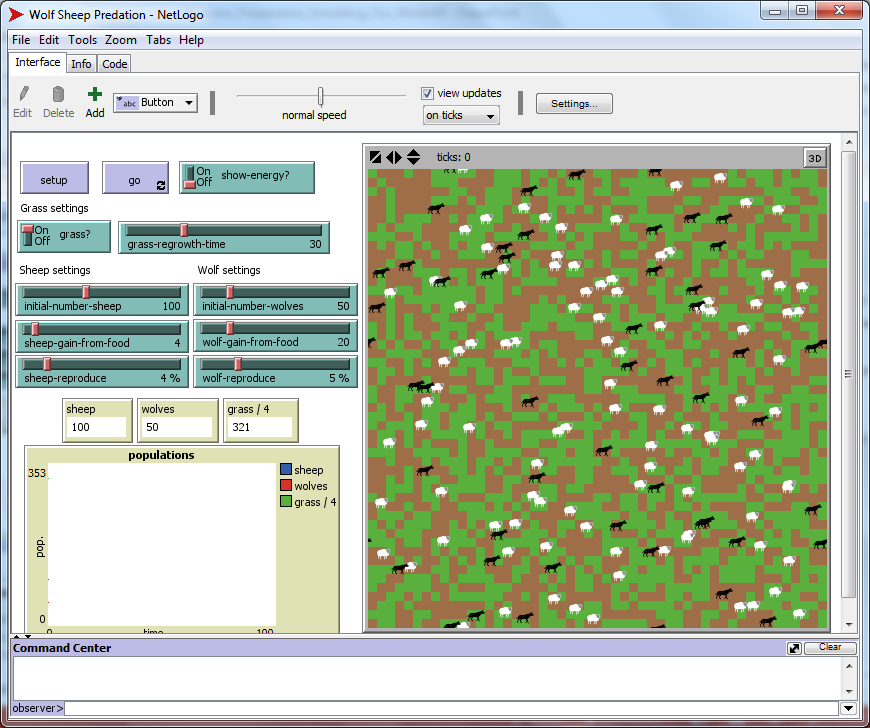 Wolf Sheep Predation - NetLogo
File Edit Tools Zoom Tabs Help
Interface Info Code
Edit Delete Add abc Button normal speed view updates on ticks Settings...
ticks: 0 3D
setup go On Off show-energy?
Grass settings
On Off grass? grass-regrowth-time 30
Sheep settings Wolf settings
initial-number-sheep 100 initial-number-wolves 50
sheep-gain-from-food 4 wolf-gain-from-food 20
sheep-reproduce 4 % wolf-reproduce 5 %
sheep wolves grass / 4
100 50 321
populations
353 sheep
wolves
grass / 4
pop.
0
0 time 100
Command Center Clear
observer>